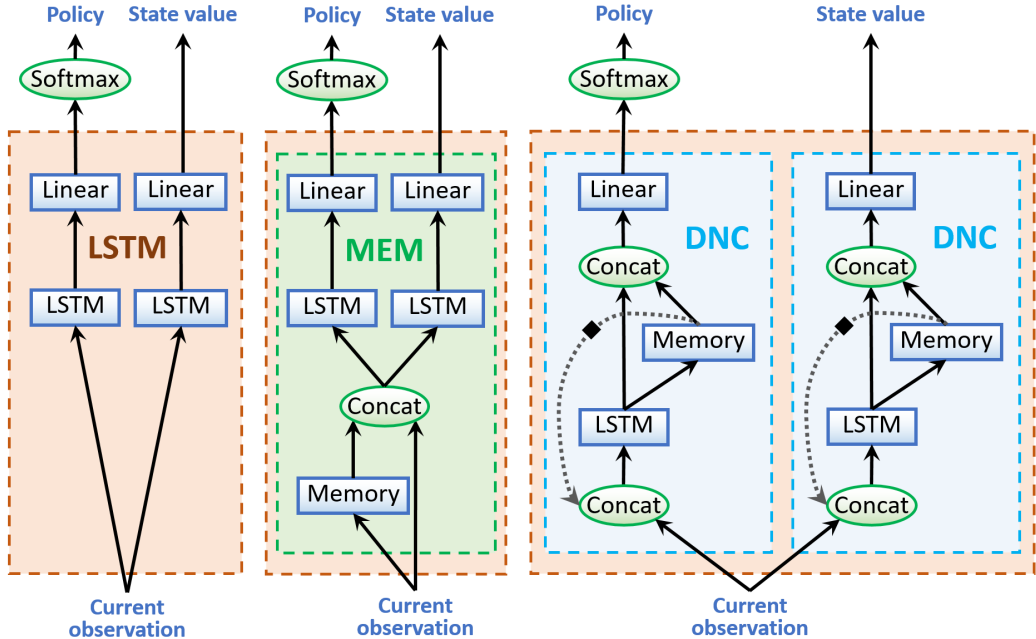 Policy
State value
Softmax
Linear
Linear
LSTM
LSTM
LSTM
Current
observation
Policy
State value
Softmax
Linear
Linear
MEM
LSTM
LSTM
Concat
Memory
Current
observation
Policy
State value
Softmax
Linear
DNC
Concat
Memory
LSTM
Concat
Linear
DNC
Concat
Memory
LSTM
Concat
Current
observation